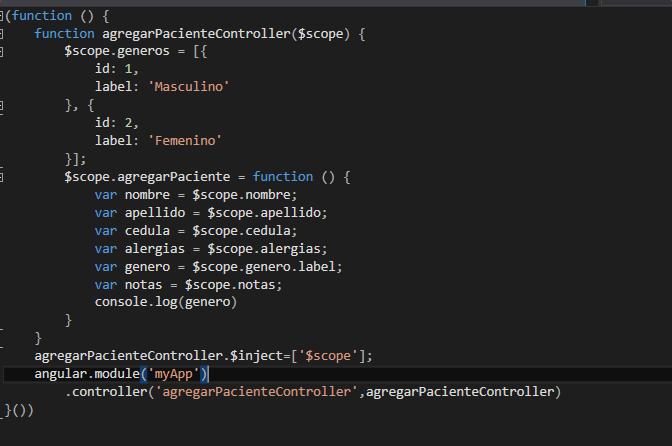 (function () {
    function agregarPacienteController($scope) {
        $scope.generos = [{
            id: 1,
            label: 'Masculino'
        }, {
            id: 2,
            label: 'Femenino'
        }];
        $scope.agregarPaciente = function () {
            var nombre = $scope.nombre;
            var apellido = $scope.apellido;
            var cedula = $scope.cedula;
            var alergias = $scope.alergias;
            var genero = $scope.genero.label;
            var notas = $scope.notas;
            console.log(genero)
        }
    }
    agregarPacienteController.$inject=['$scope'];
    angular.module('myApp')
        .controller('agregarPacienteController',agregarPacienteController)
}())